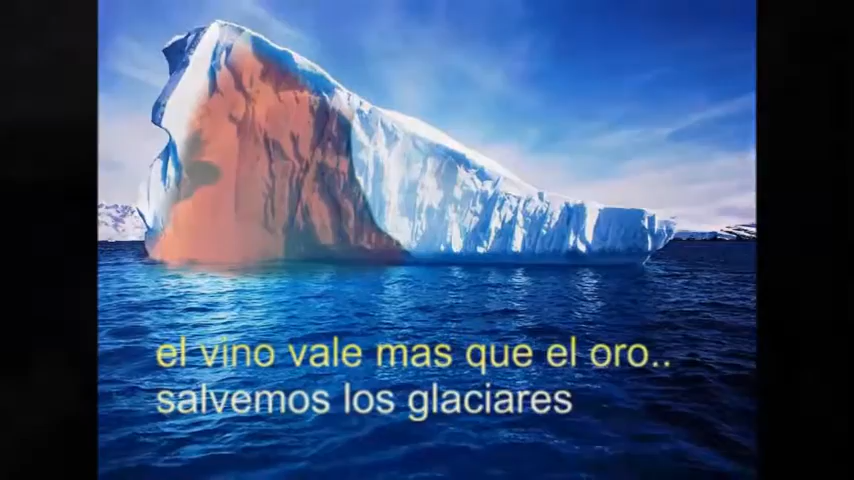 el vino vale mas que el oro..
salvemos los glaciares